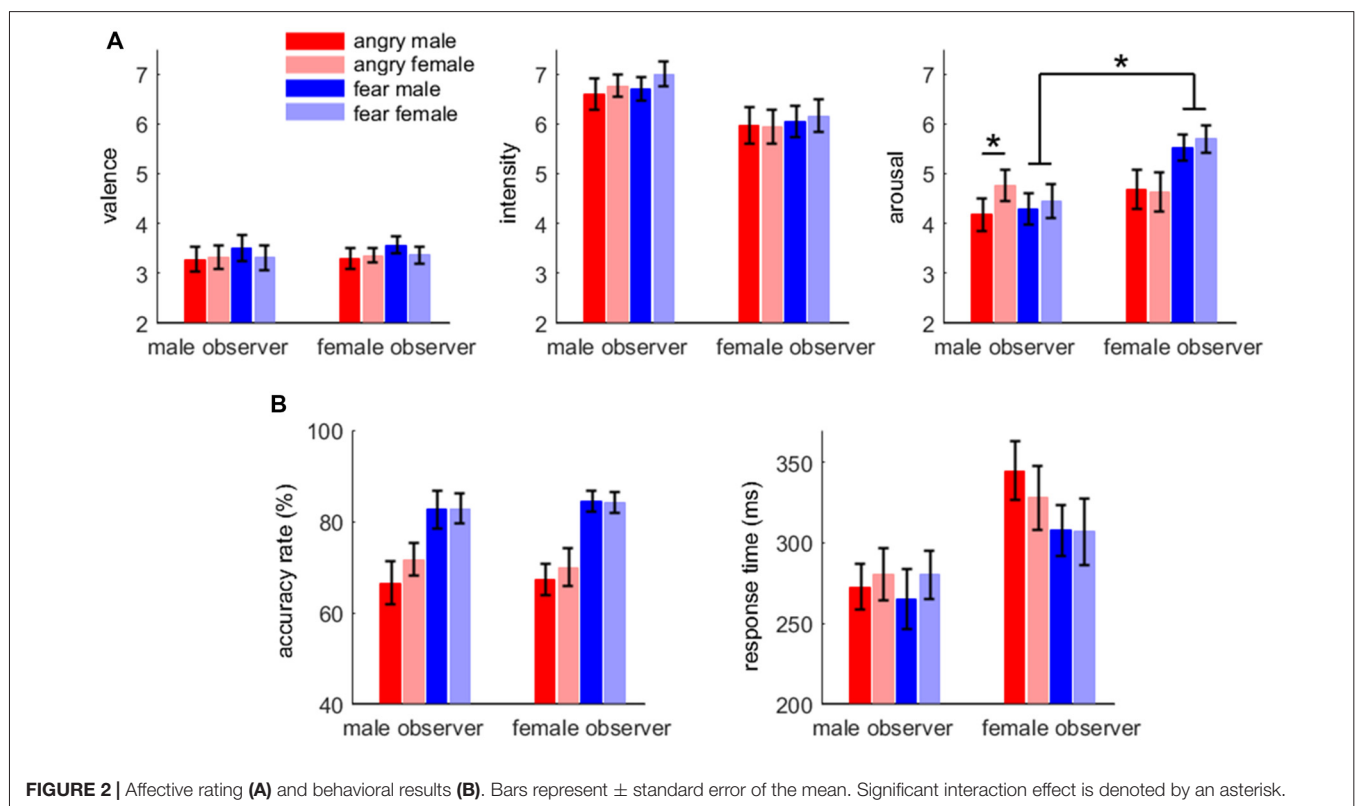 A
angry male
angry female
fear male
fear female
valence
7
6
5
4
3
2
male observer
female observer
intensity
7
6
5
4
3
2
male observer
female observer
arousal
7
6
5
4
3
2
*
*
male observer
female observer
B
accuracy rate (%)
100
80
60
40
male observer
female observer
response time (ms)
350
300
250
200
male observer
female observer
FIGURE 2 | Affective rating (A) and behavioral results (B). Bars represent ± standard error of the mean. Significant interaction effect is denoted by an asterisk.